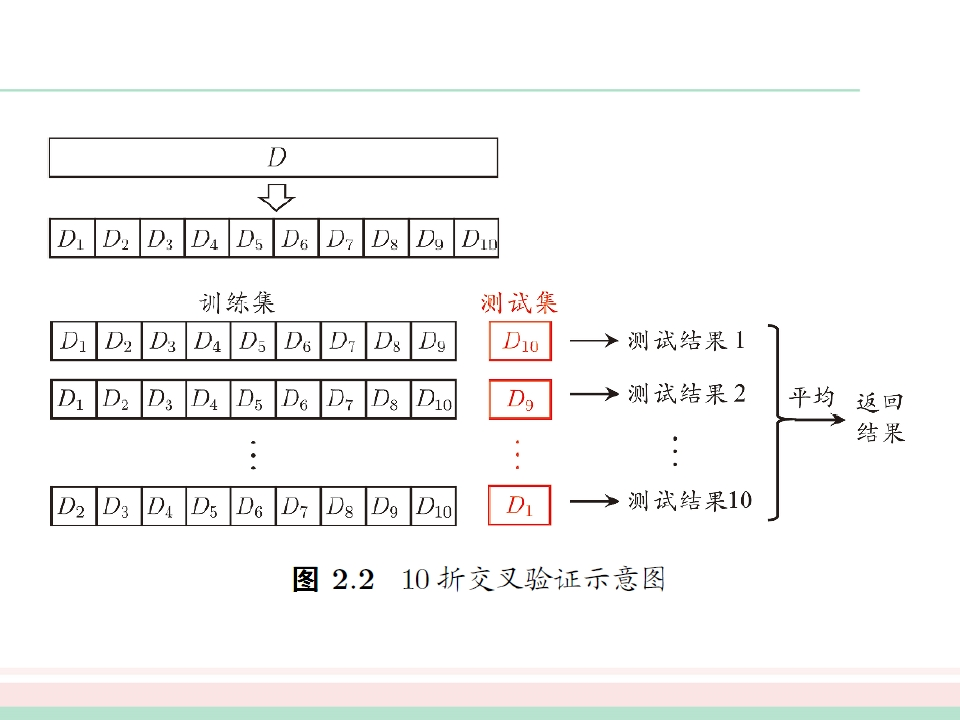 D
D₁ D₂ D₃ D₄ D₅ D₆ D₇ D₈ D₉ D₁₀
训练集 测试集
D₁ D₂ D₃ D₄ D₅ D₆ D₇ D₈ D₉ D₁₀ 测试结果 1
D₁ D₂ D₃ D₄ D₅ D₆ D₇ D₈ D₁₀ D₉ 测试结果 2
平均 返回
结果
⋮ ⋮ ⋮
D₂ D₃ D₄ D₅ D₆ D₇ D₈ D₉ D₁₀ D₁ 测试结果10
图 2.2 10 折交叉验证示意图